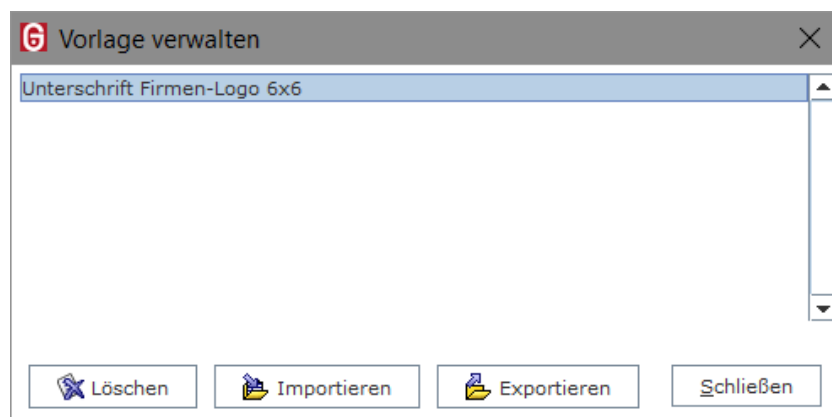 Vorlage verwalten
Unterschrift Firmen-Logo 6x6
Löschen Importieren Exportieren Schließen